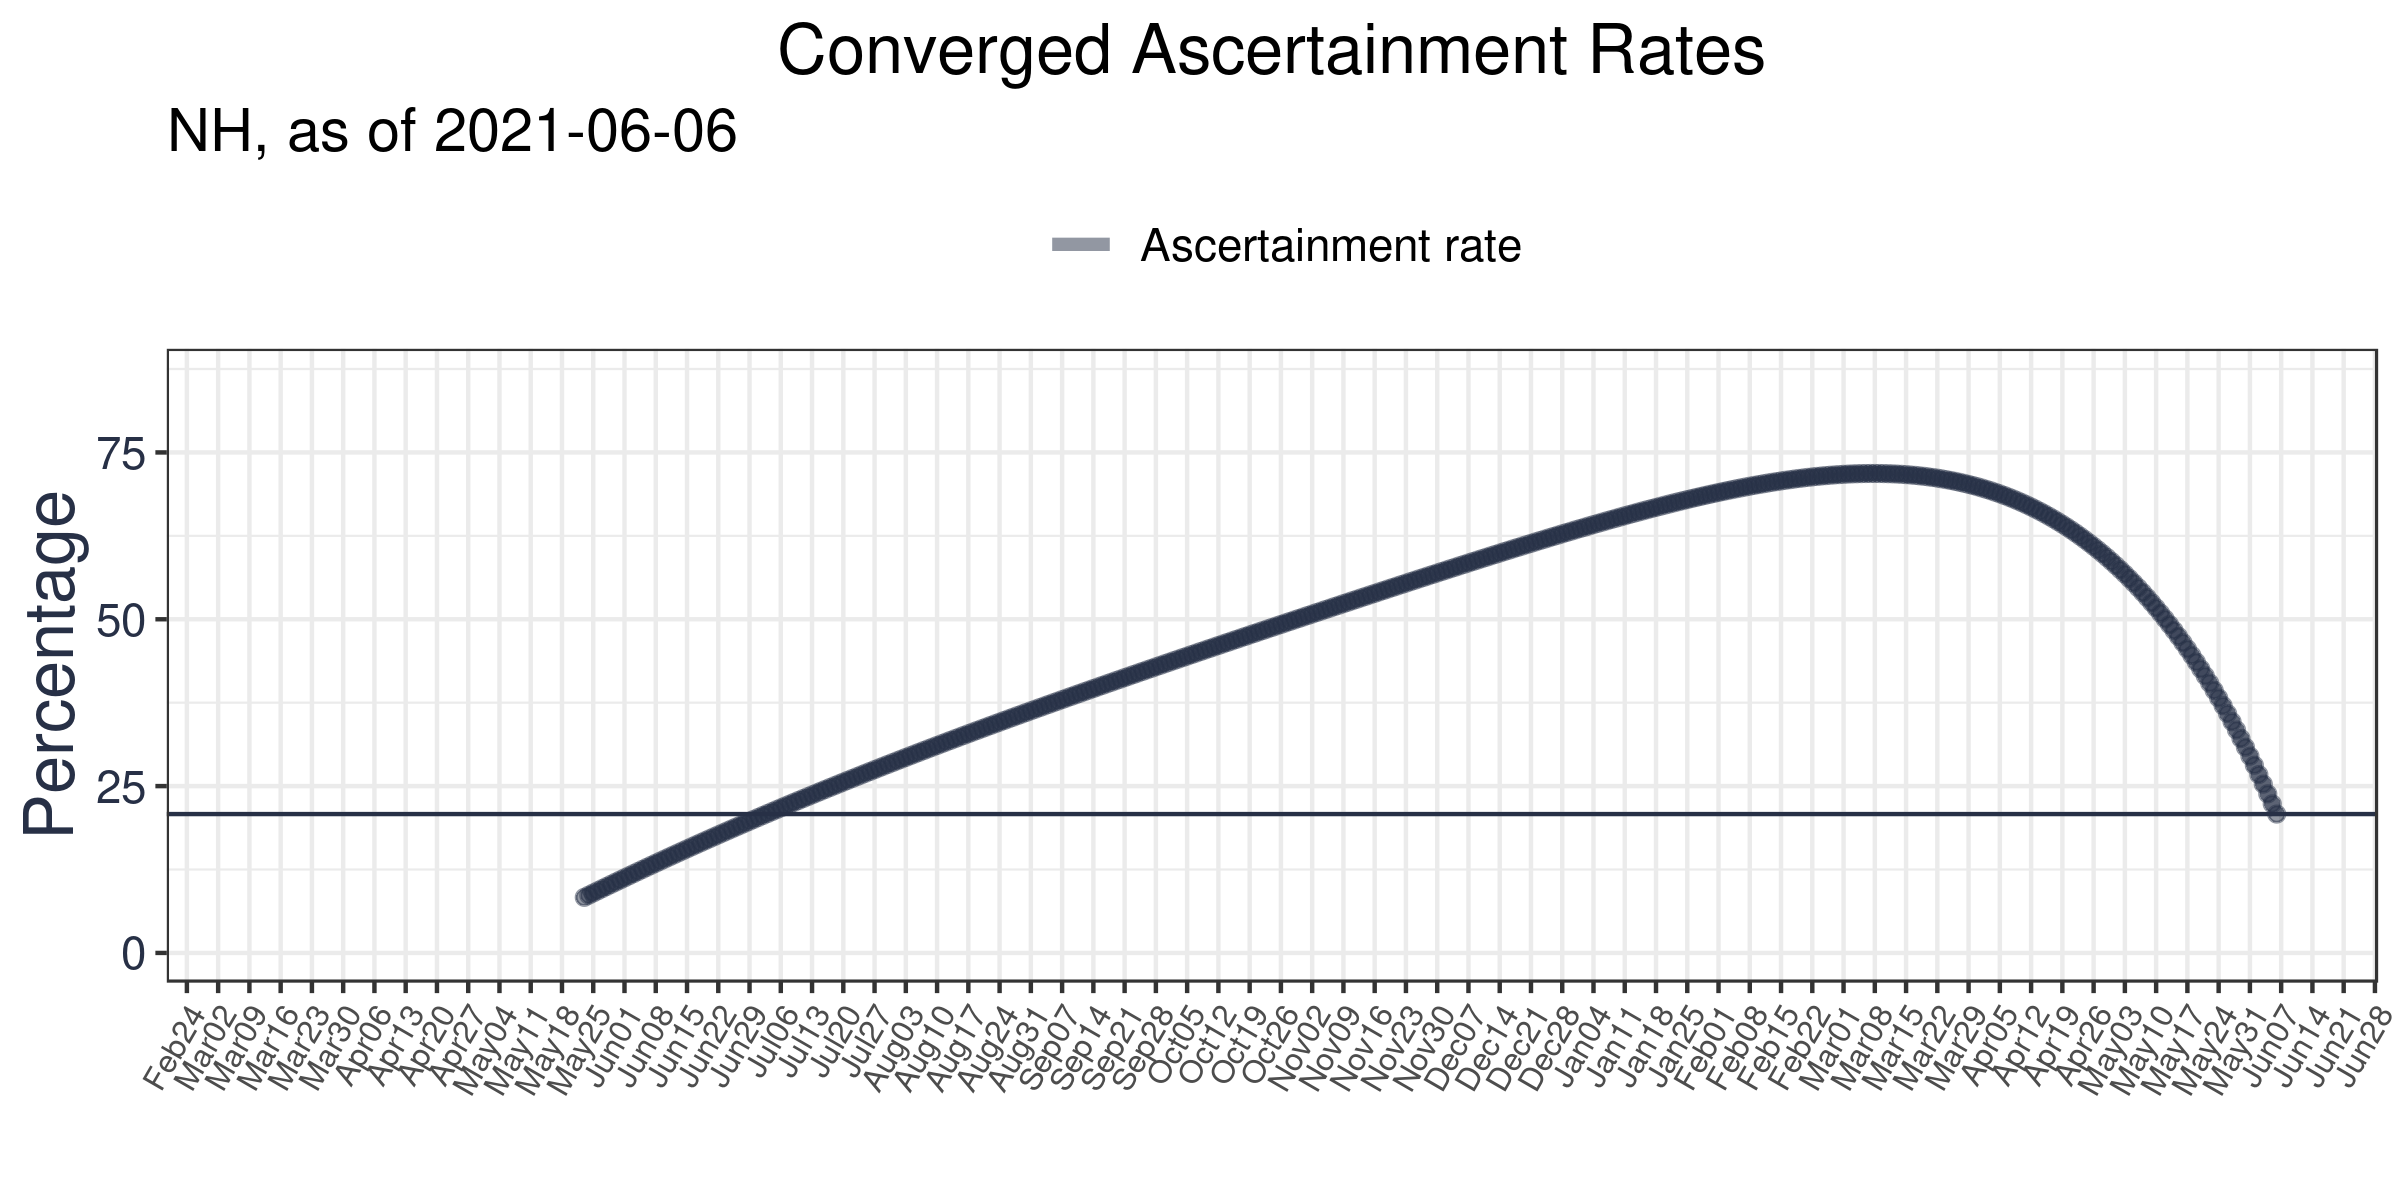 Converged Ascertainment Rates
NH, as of 2021-06-06
Ascertainment rate
Percentage
75
50
25
0
Feb24
Mar02
Mar09
Mar16
Mar23
Mar30
Apr06
Apr13
Apr20
Apr27
May04
May11
May18
May25
Jun01
Jun08
Jun15
Jun22
Jun29
Jul06
Jul13
Jul20
Jul27
Aug03
Aug10
Aug17
Aug24
Aug31
Sep07
Sep14
Sep21
Sep28
Oct05
Oct12
Oct19
Oct26
Nov02
Nov09
Nov16
Nov23
Nov30
Dec07
Dec14
Dec21
Dec28
Jan04
Jan11
Jan18
Jan25
Feb01
Feb08
Feb15
Feb22
Mar01
Mar08
Mar15
Mar22
Mar29
Apr05
Apr12
Apr19
Apr26
May03
May10
May17
May24
May31
Jun07
Jun14
Jun21
Jun28